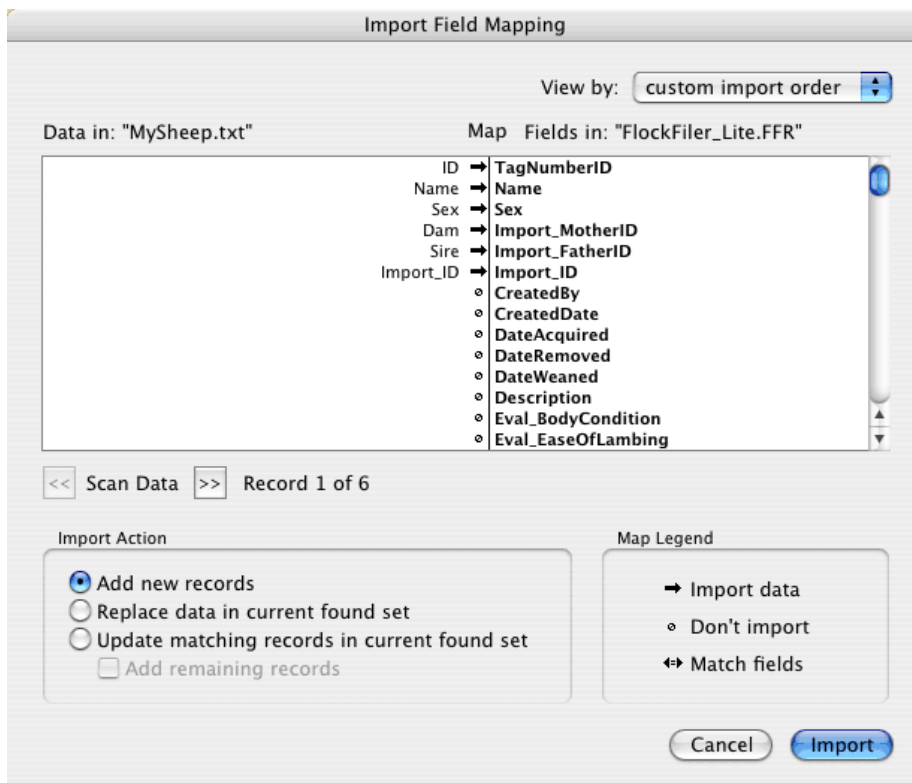 Import Field Mapping
View by: custom import order
Data in: "MySheep.txt" Map Fields in: "FlockFiler_Lite.FFR"
ID → TagNumberID
Name → Name
Sex → Sex
Dam → Import_MotherID
Sire → Import_FatherID
Import_ID → Import_ID
CreatedBy
CreatedDate
DateAcquired
DateRemoved
DateWeaned
Description
Eval_BodyCondition
Eval_EaseOfLambing
<< Scan Data >> Record 1 of 6
Import Action
Add new records
Replace data in current found set
Update matching records in current found set
Add remaining records
Map Legend
→ Import data
Don't import
Match fields
Cancel Import